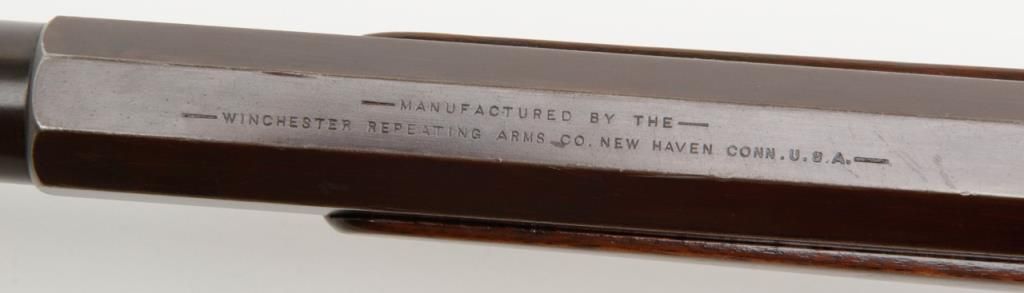 —MANUFACTURED BY THE—
—WINCHESTER REPEATING ARMS CO. NEW HAVEN CONN. U.S.A.—